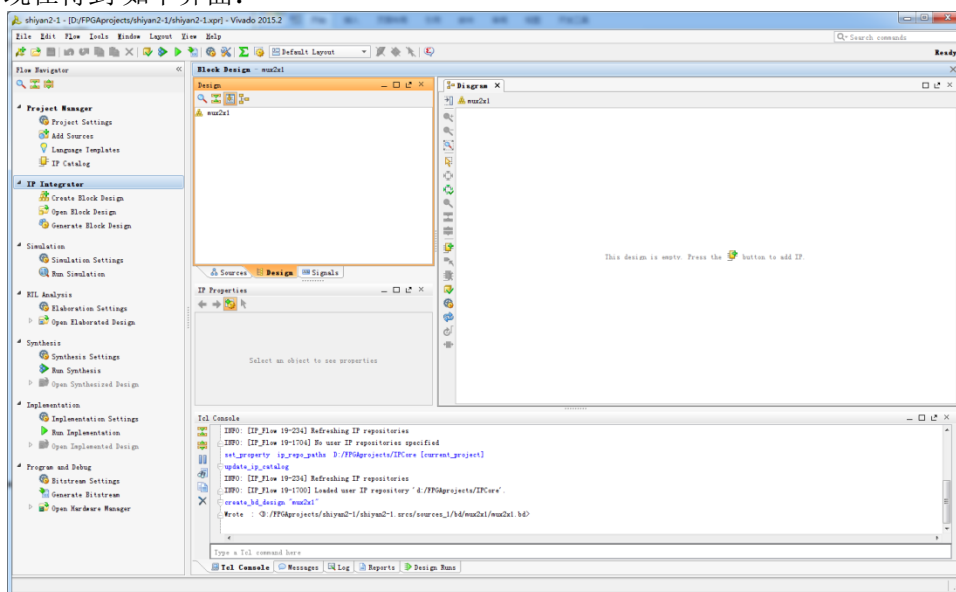 现在得到如下界面:
shiyan2-1 - [D:/FPGAprojects/shiyan2-1/shiyan2-1.xpr] - Vivado 2015.2
File Edit Flow Tools Window Layout View Help
Search commands
Default Layout
Ready
Flow Navigator
Project Manager
Project Settings
Add Sources
Language Templates
IP Catalog
IP Integrator
Create Block Design
Open Block Design
Generate Block Design
Simulation
Simulation Settings
Run Simulation
RTL Analysis
Elaboration Settings
Open Elaborated Design
Synthesis
Synthesis Settings
Run Synthesis
Open Synthesized Design
Implementation
Implementation Settings
Run Implementation
Open Implemented Design
Program and Debug
Bitstream Settings
Generate Bitstream
Open Hardware Manager
Block Design - mux2x1
Design
mux2x1
Sources Design Signals
IP Properties
Select an object to see properties
Diagram
mux2x1
This design is empty. Press the button to add IP.
Tcl Console
INFO: [IP_Flow 19-234] Refreshing IP repositories
INFO: [IP_Flow 19-1704] No user IP repositories specified
set_property ip_repo_paths D:/FPGAprojects/IPCore [current_project]
update_ip_catalog
INFO: [IP_Flow 19-234] Refreshing IP repositories
INFO: [IP_Flow 19-1700] Loaded user IP repository 'd:/FPGAprojects/IPCore'.
create_bd_design "mux2x1"
Wrote : <D:/FPGAprojects/shiyan2-1/shiyan2-1.srcs/sources_1/bd/mux2x1/mux2x1.bd>
Type a Tcl command here
Tcl Console Messages Log Reports Design Runs